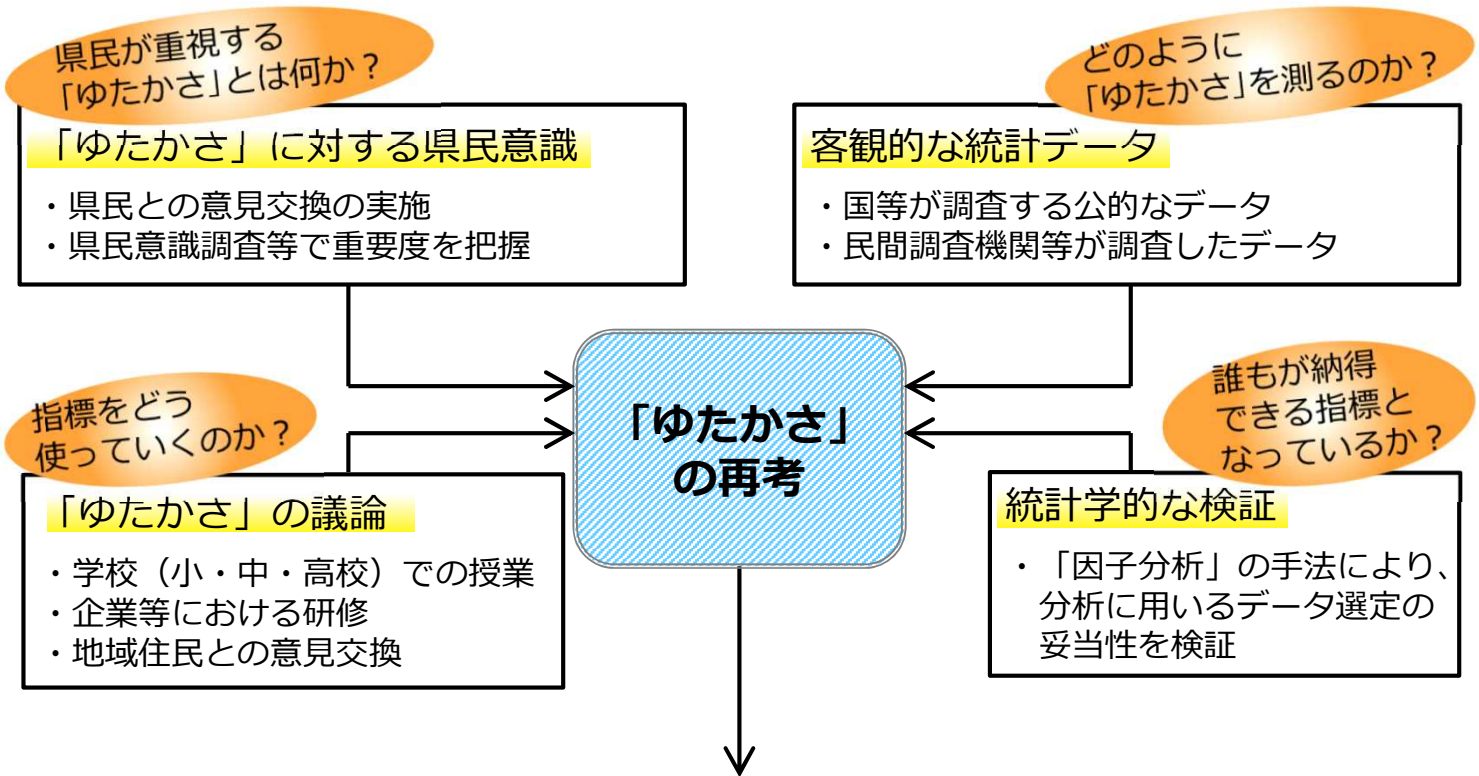 県民が重視する
「ゆたかさ」とは何か？
「ゆたかさ」に対する県民意識
・県民との意見交換の実施
・県民意識調査等で重要度を把握
どのように
「ゆたかさ」を測るのか？
客観的な統計データ
・国等が調査する公的なデータ
・民間調査機関等が調査したデータ
「ゆたかさ」
の再考
指標をどう
使っていくのか？
「ゆたかさ」の議論
・学校（小・中・高校）での授業
・企業等における研修
・地域住民との意見交換
誰もが納得
できる指標と
なっているか？
統計学的な検証
・「因子分析」の手法により、
分析に用いるデータ選定の
妥当性を検証